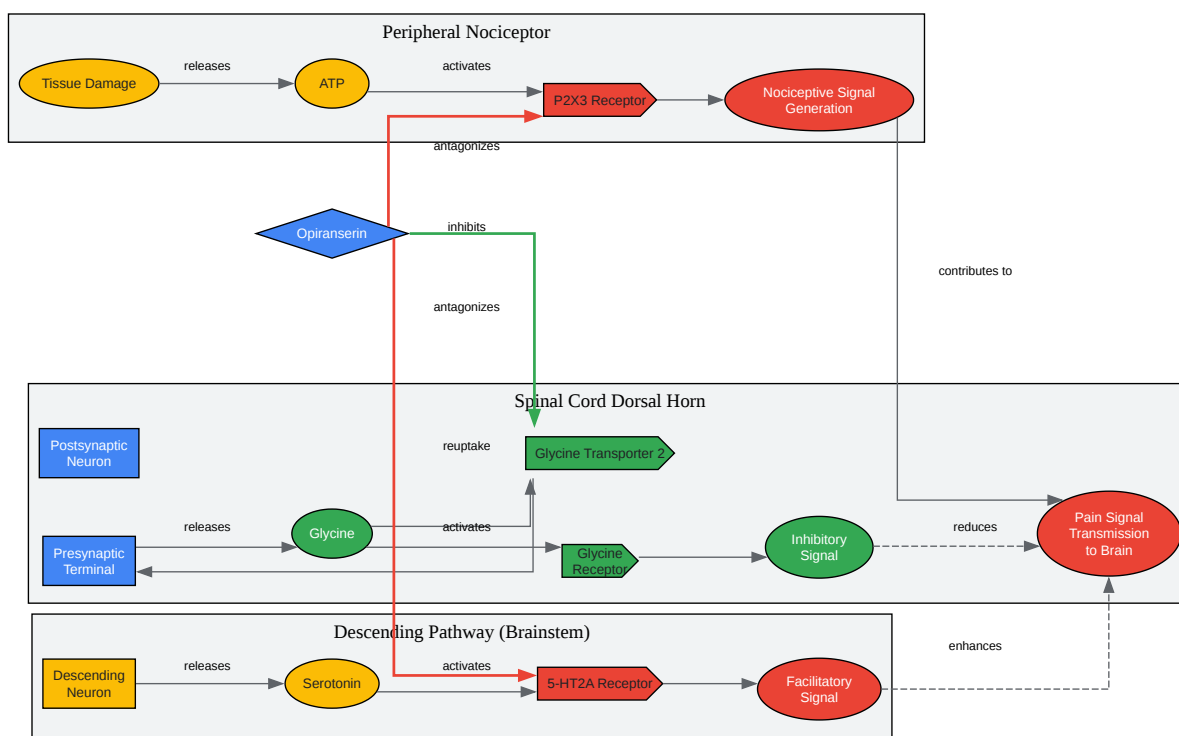 Peripheral Nociceptor
Tissue Damage
releases
ATP
activates
P2X3 Receptor
Nociceptive Signal
Generation
antagonizes
Opiranserin
inhibits
antagonizes
contributes to
Spinal Cord Dorsal Horn
Postsynaptic
Neuron
reuptake
Glycine Transporter 2
Presynaptic
Terminal
releases
Glycine
activates
Glycine
Receptor
Inhibitory
Signal
reduces
Pain Signal
Transmission
to Brain
Descending Pathway (Brainstem)
Descending
Neuron
releases
Serotonin
activates
5-HT2A Receptor
Facilitatory
Signal
enhances